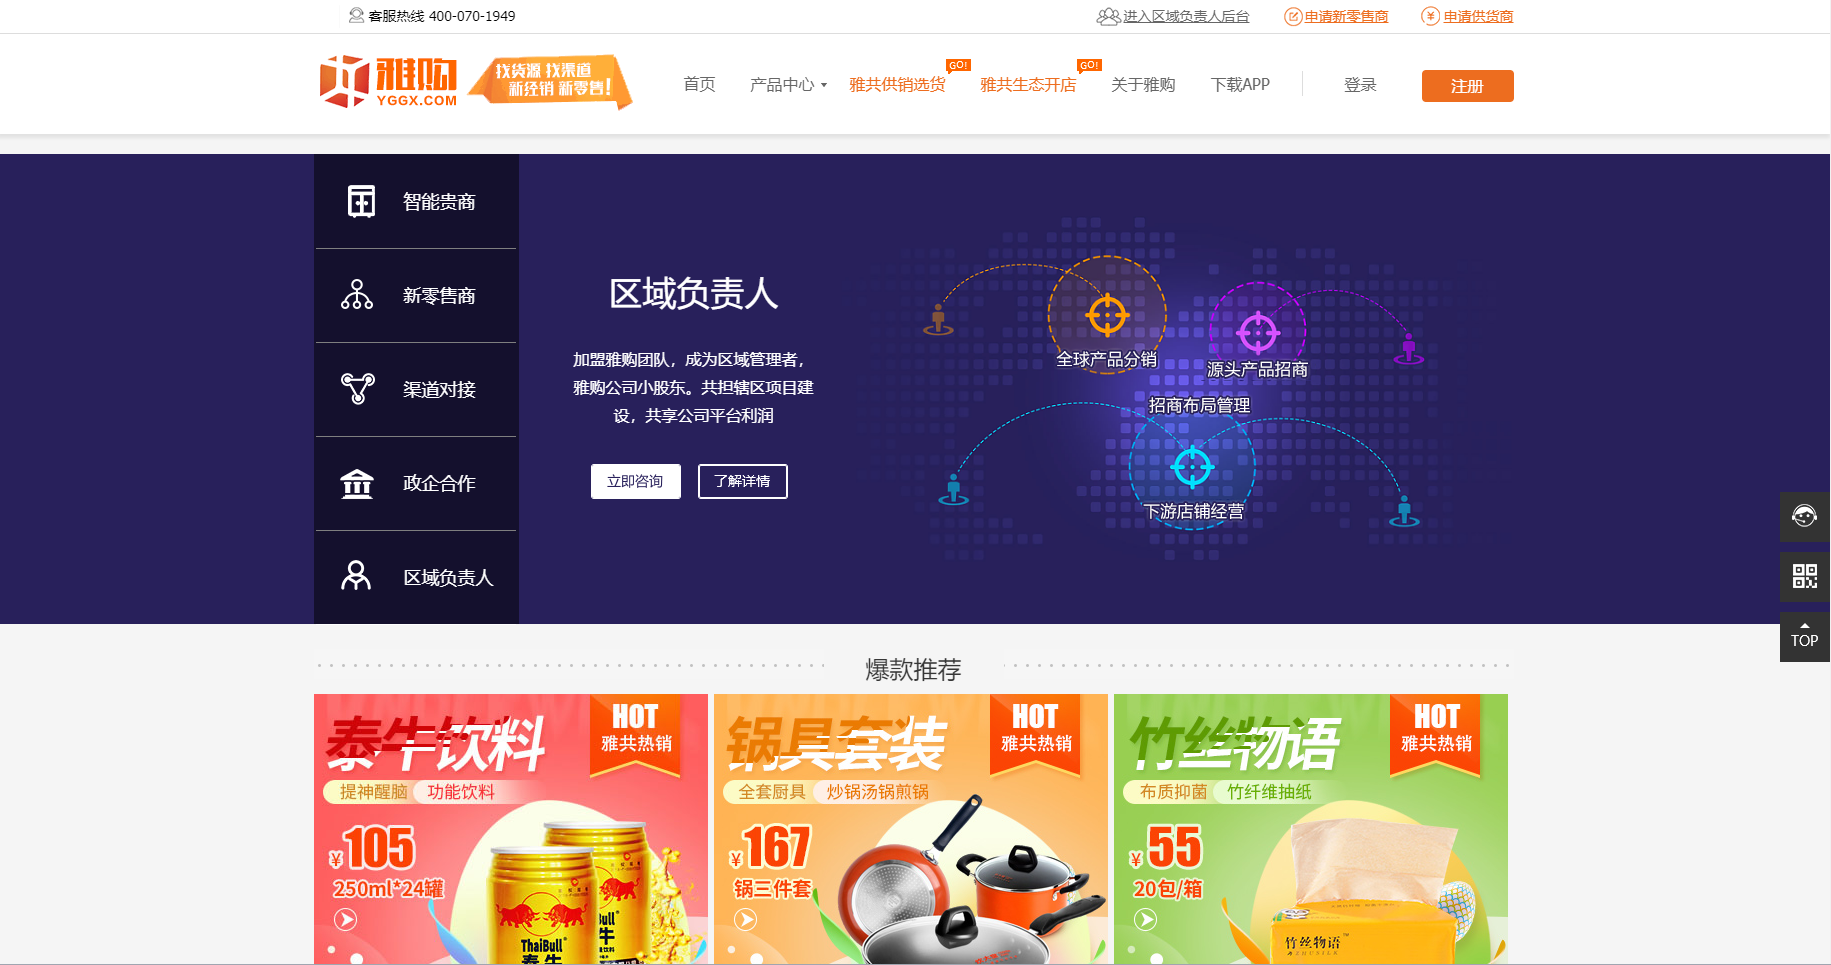 客服热线 400-070-1949
进入区域负责人后台
申请新零售商
申请供货商
雅购
YGGX.COM
找货源 找渠道
新经销 新零售!
首页
产品中心
雅共供销选货
GO!
雅共生态开店
GO!
关于雅购
下载APP
登录
注册
智能贵商
新零售商
渠道对接
政企合作
区域负责人
区域负责人
加盟雅购团队，成为区域管理者，
雅购公司小股东。共担辖区项目建
设，共享公司平台利润
立即咨询
了解详情
全球产品分销
源头产品招商
招商布局管理
下游店铺经营
TOP
爆款推荐
泰牛饮料
HOT
雅共热销
提神醒脑 功能饮料
¥105
250ml*24罐
ThaiBull
泰牛
锅具套装
HOT
雅共热销
全套厨具 炒锅汤锅煎锅
¥167
锅三件套
竹丝物语
HOT
雅共热销
布质抑菌 竹纤维抽纸
¥55
20包/箱
竹丝物语